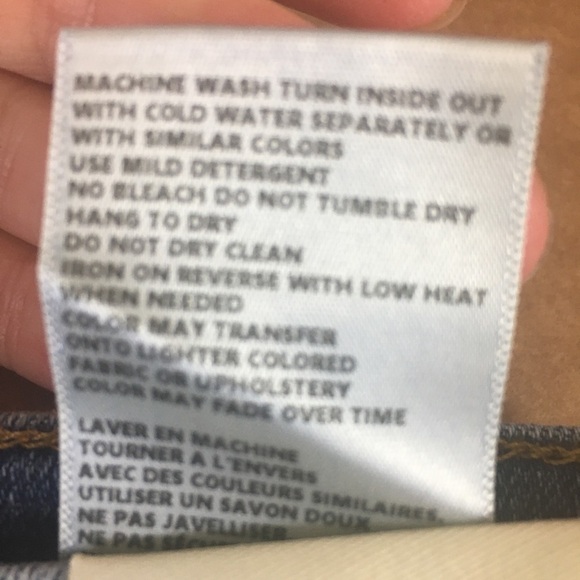 MACHINE WASH TURN INSIDE OUT
WITH COLD WATER SEPARATELY OR
WITH SIMILAR COLORS
USE MILD DETERGENT
NO BLEACH DO NOT TUMBLE DRY
HANG TO DRY
DO NOT DRY CLEAN
IRON ON REVERSE WITH LOW HEAT
WHEN NEEDED
COLOR MAY TRANSFER
ONTO LIGHTER COLORED
FABRIC OR UPHOLSTERY
COLOR MAY FADE OVER TIME
LAVER EN MACHINE
TOURNER A L'ENVERS
AVEC DES COULEURS SIMILAIRES,
UTILISER UN SAVON DOUX
NE PAS JAVELLISER
NE PAS